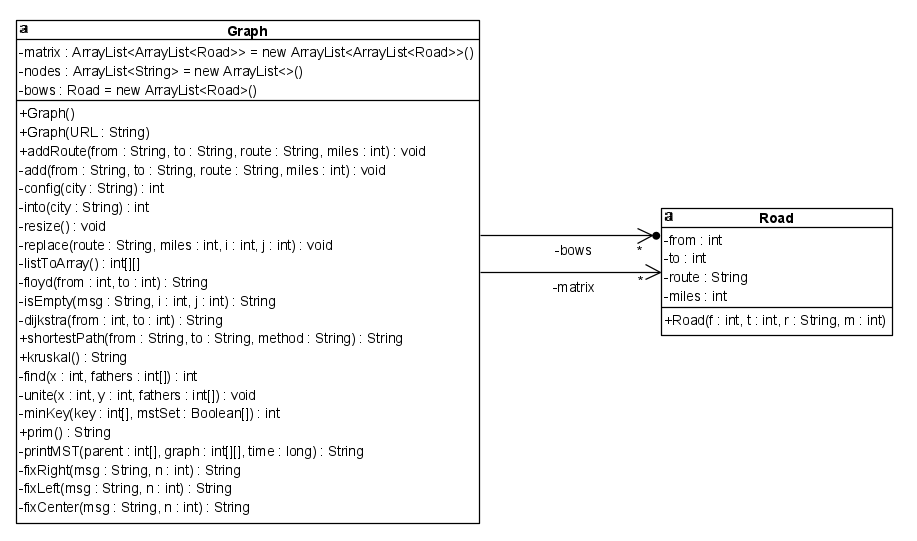 a
Graph
-matrix : ArrayList<ArrayList<Road>> = new ArrayList<ArrayList<Road>>()
-nodes : ArrayList<String> = new ArrayList<>()
-bows : Road = new ArrayList<Road>()
+Graph()
+Graph(URL : String)
+addRoute(from : String, to : String, route : String, miles : int) : void
-add(from : String, to : String, route : String, miles : int) : void
-config(city : String) : int
-into(city : String) : int
-resize() : void
-replace(route : String, miles : int, i : int, j : int) : void
-listToArray() : int[][]
-floyd(from : int, to : int) : String
-isEmpty(msg : String, i : int, j : int) : String
-dijkstra(from : int, to : int) : String
+shortestPath(from : String, to : String, method : String) : String
+kruskal() : String
-find(x : int, fathers : int[]) : int
-unite(x : int, y : int, fathers : int[]) : void
-minKey(key : int[], mstSet : Boolean[]) : int
+prim() : String
-printMST(parent : int[], graph : int[][], time : long) : String
-fixRight(msg : String, n : int) : String
-fixLeft(msg : String, n : int) : String
-fixCenter(msg : String, n : int) : String
-bows
*
-matrix
*
a
Road
-from : int
-to : int
-route : String
-miles : int
+Road(f : int, t : int, r : String, m : int)